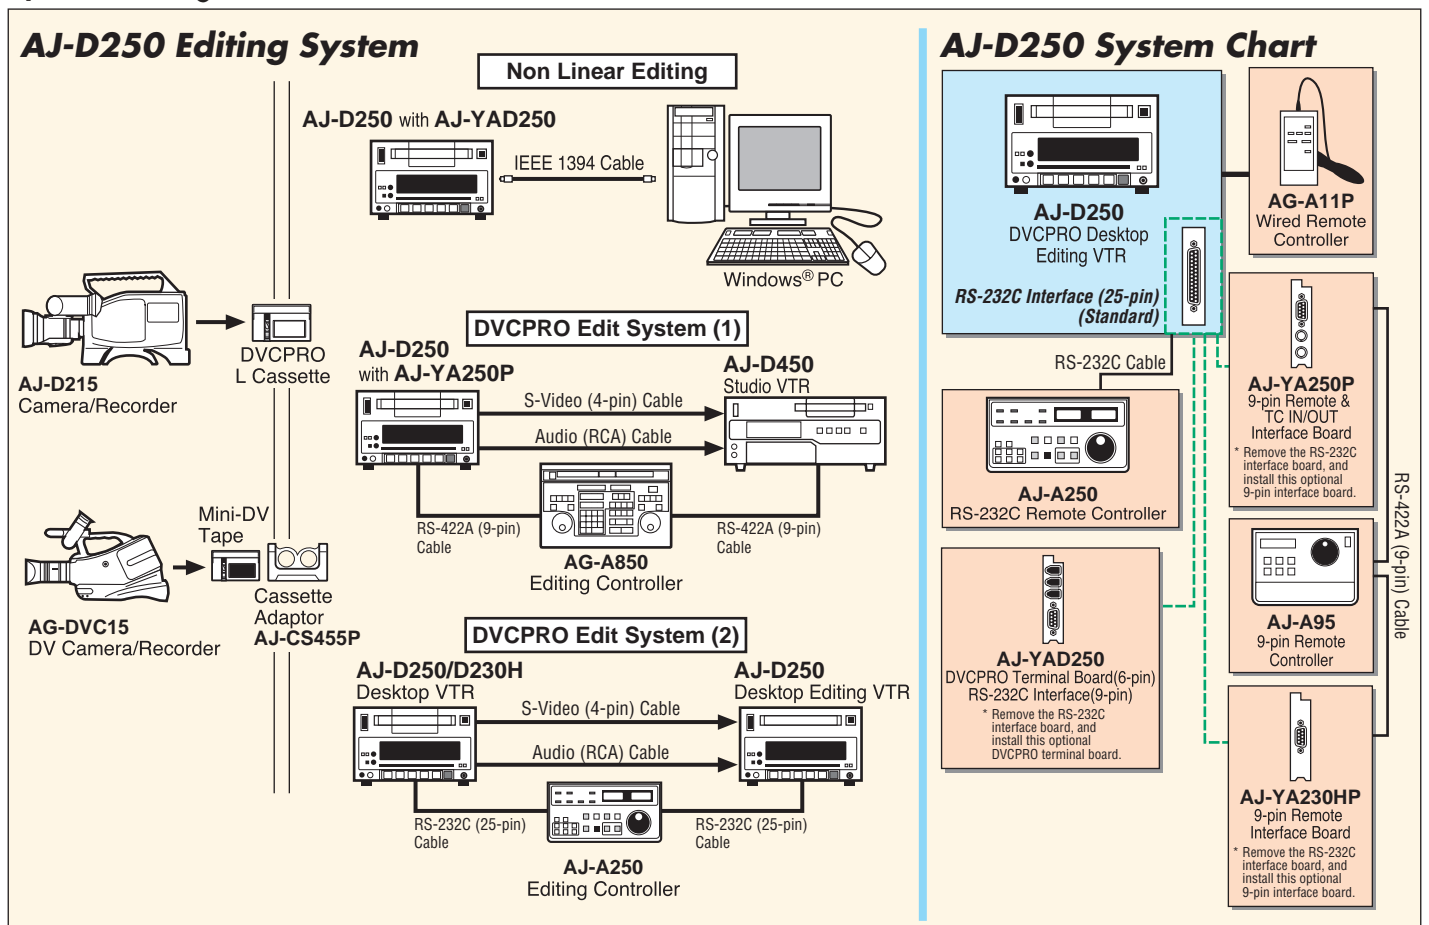 AJ-D250 Editing System
Non Linear Editing
AJ-D250 with AJ-YAD250
IEEE 1394 Cable
Windows® PC
AJ-D215
Camera/Recorder
DVCPRO
L Cassette
DVCPRO Edit System (1)
AJ-D250
with AJ-YA250P
S-Video (4-pin) Cable
Audio (RCA) Cable
AJ-D450
Studio VTR
RS-422A (9-pin)
Cable
RS-422A (9-pin)
Cable
AG-A850
Editing Controller
Mini-DV
Tape
Cassette
Adaptor
AJ-CS455P
AG-DVC15
DV Camera/Recorder
DVCPRO Edit System (2)
AJ-D250/D230H
Desktop VTR
S-Video (4-pin) Cable
Audio (RCA) Cable
AJ-D250
Desktop Editing VTR
RS-232C (25-pin)
Cable
RS-232C (25-pin)
Cable
AJ-A250
Editing Controller
AJ-D250 System Chart
AJ-D250
DVCPRO Desktop
Editing VTR
RS-232C Interface (25-pin)
(Standard)
AG-A11P
Wired Remote
Controller
RS-232C Cable
AJ-A250
RS-232C Remote Controller
AJ-YA250P
9-pin Remote &
TC IN/OUT
Interface Board
* Remove the RS-232C
interface board, and
install this optional
9-pin interface board.
RS-422A (9-pin) Cable
AJ-A95
9-pin Remote
Controller
AJ-YAD250
DVCPRO Terminal Board(6-pin)
RS-232C Interface(9-pin)
* Remove the RS-232C
interface board, and
install this optional
DVCPRO terminal board.
AJ-YA230HP
9-pin Remote
Interface Board
* Remove the RS-232C
interface board, and
install this optional
9-pin interface board.